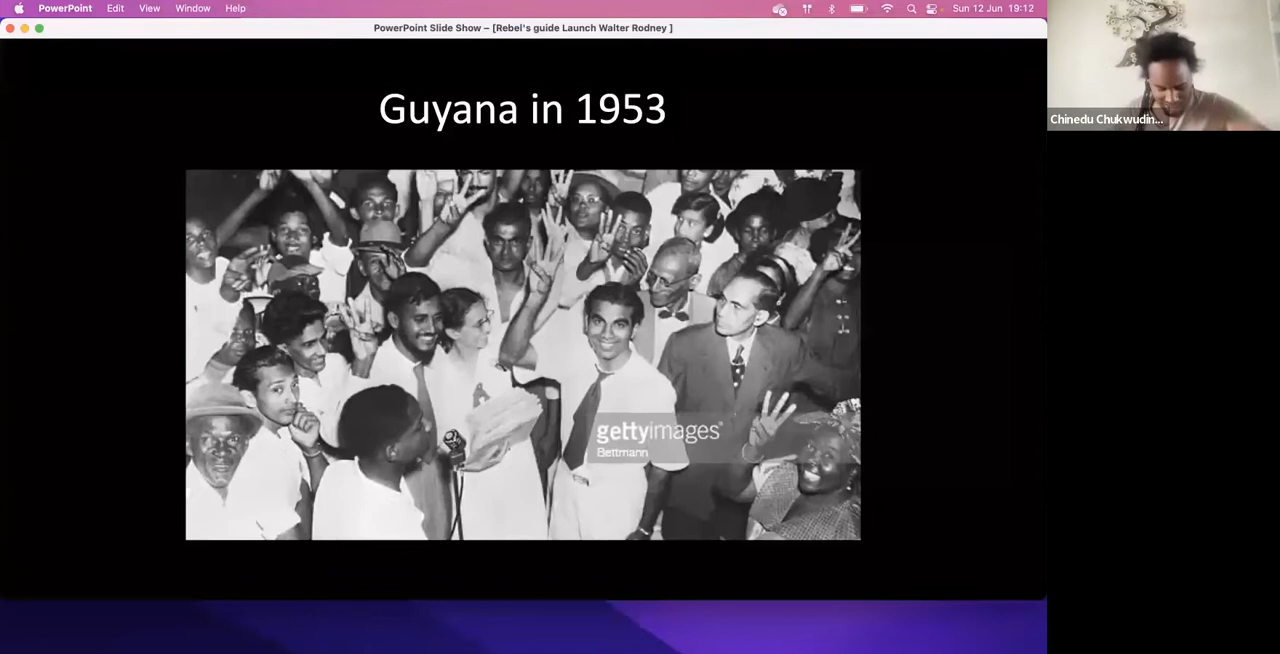 PowerPoint Edit View Window Help Sun 12 Jun 19:12
PowerPoint Slide Show – [Rebel's guide Launch Walter Rodney ]
Chinedu Chukwudin...
Guyana in 1953
gettyimages®
Bettmann